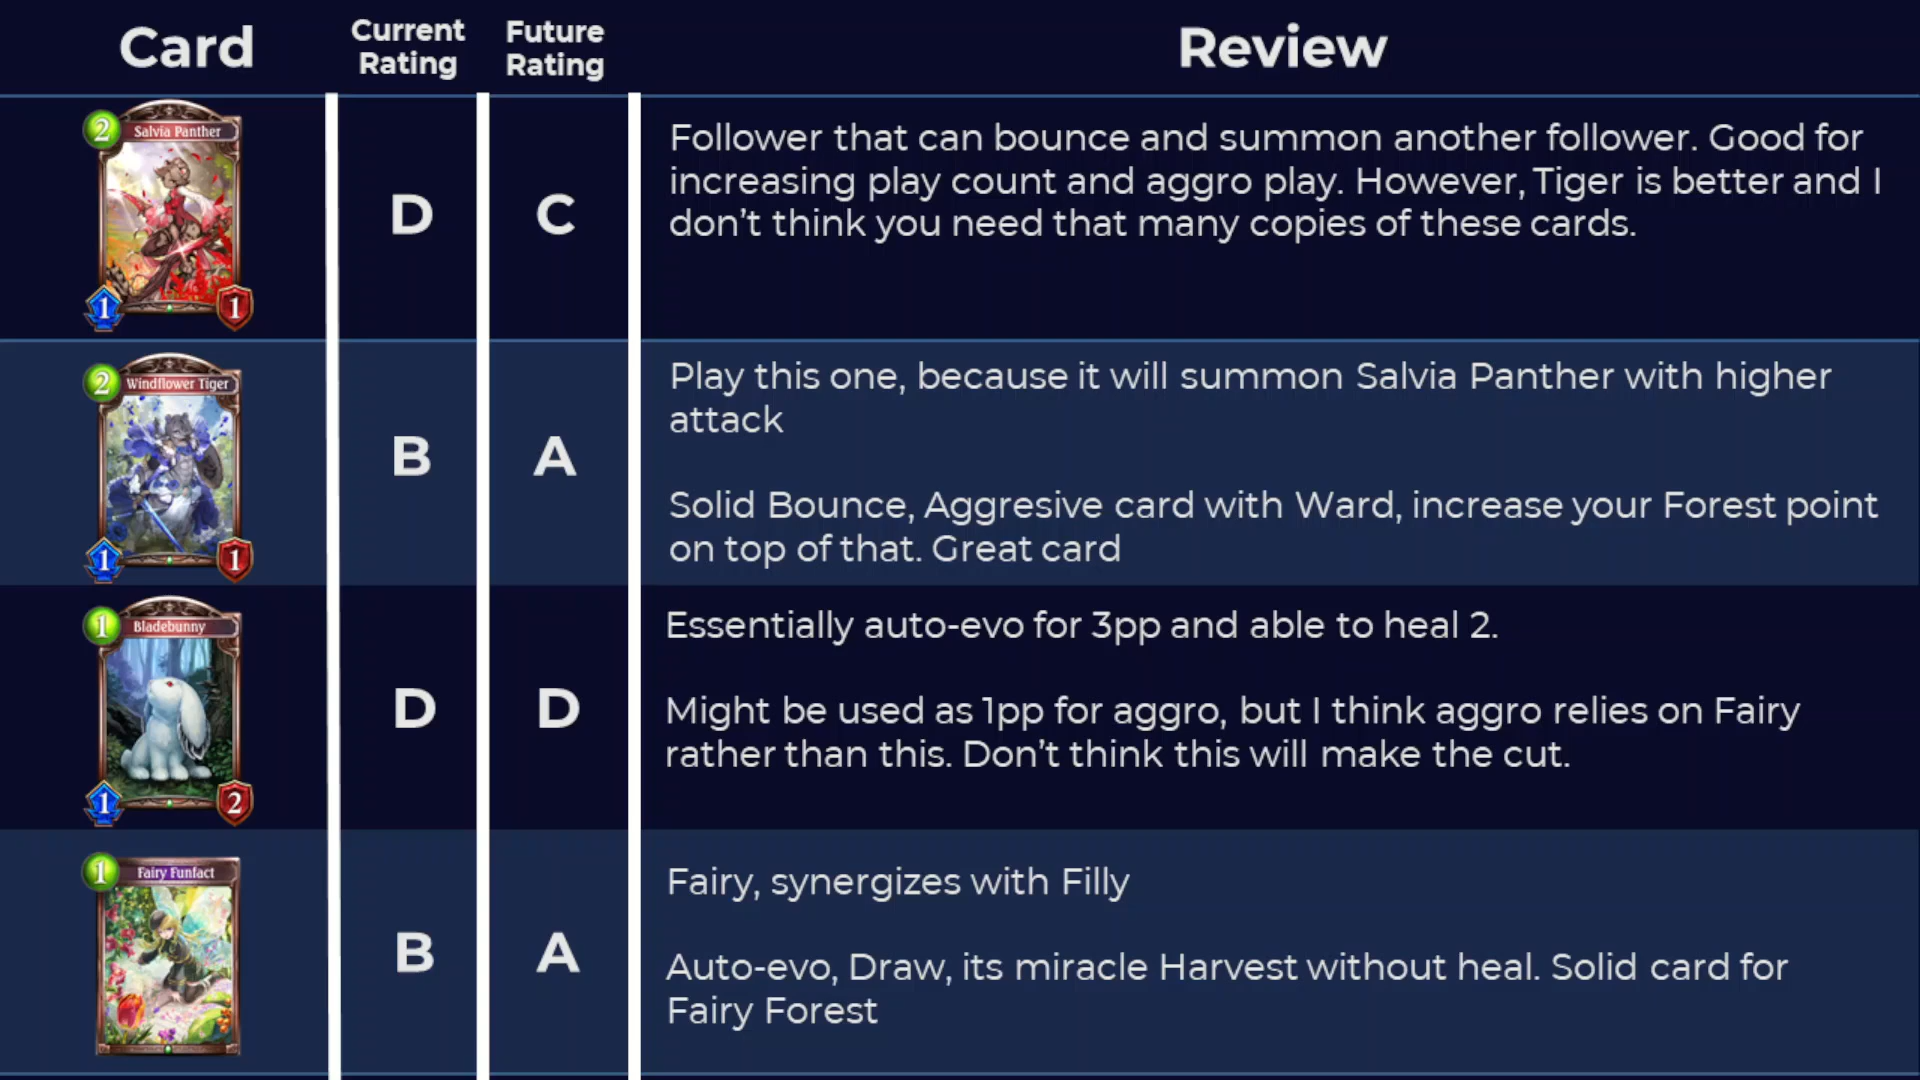 Card
Current
Rating
Future
Rating
Review
2
Salvia Panther
1
1
D
C
Follower that can bounce and summon another follower. Good for
increasing play count and aggro play. However, Tiger is better and I
don't think you need that many copies of these cards.
2
Windflower Tiger
1
1
B
A
Play this one, because it will summon Salvia Panther with higher
attack
Solid Bounce, Aggresive card with Ward, increase your Forest point
on top of that. Great card
1
Bladebunny
1
2
D
D
Essentially auto-evo for 3pp and able to heal 2.
Might be used as 1pp for aggro, but I think aggro relies on Fairy
rather than this. Don't think this will make the cut.
1
Fairy Funfact
B
A
Fairy, synergizes with Filly
Auto-evo, Draw, its miracle Harvest without heal. Solid card for
Fairy Forest